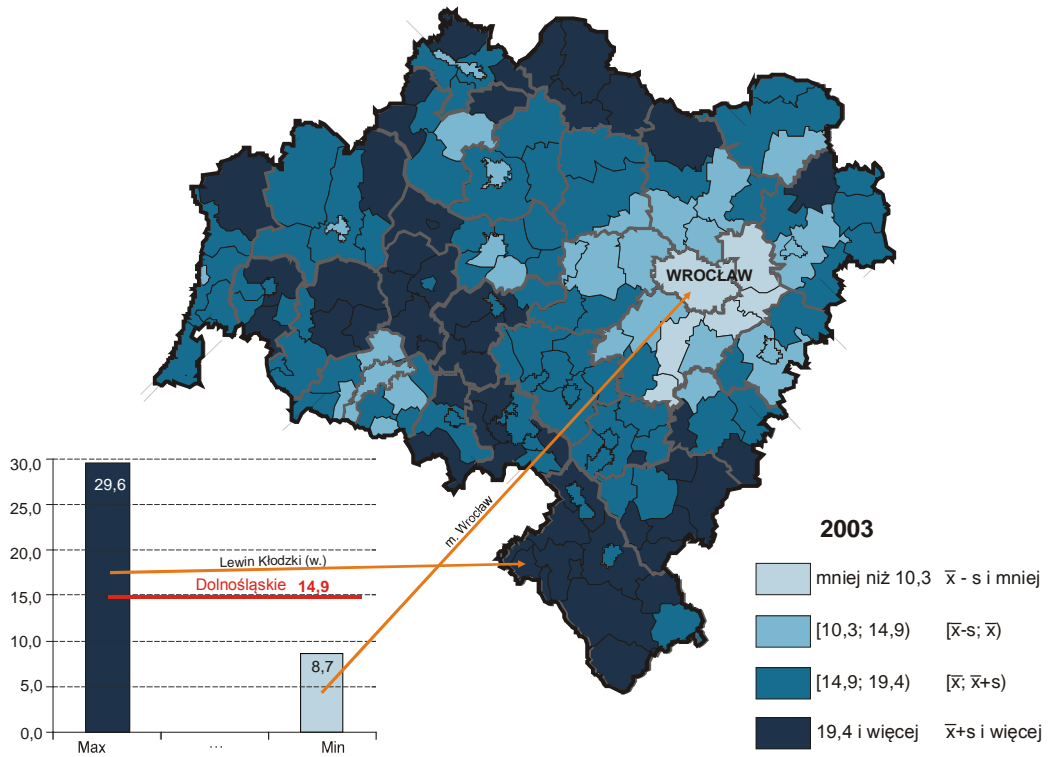 WROCŁAW
30,0
25,0
20,0
15,0
10,0
5,0
0,0
29,6
m. Wrocław
Lewin Kłodzki (w.)
Dolnośląskie 14,9
8,7
Max
...
Min
2003
mniej niż 10,3 x̅ - s i mniej
[10,3; 14,9) [x̅-s; x̅)
[14,9; 19,4) [x̅; x̅+s)
19,4 i więcej x̅+s i więcej